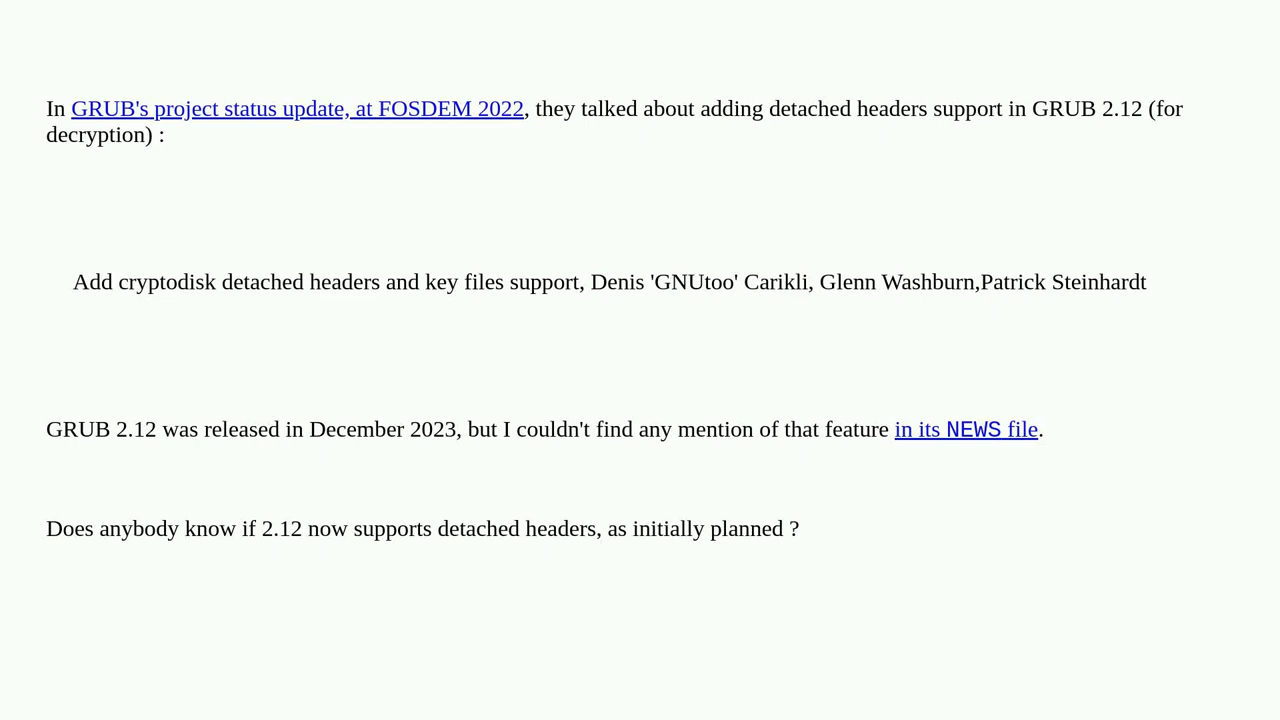 In GRUB's project status update, at FOSDEM 2022, they talked about adding detached headers support in GRUB 2.12 (for
decryption) :
Add cryptodisk detached headers and key files support, Denis 'GNUtoo' Carikli, Glenn Washburn,Patrick Steinhardt
GRUB 2.12 was released in December 2023, but I couldn't find any mention of that feature in its NEWS file.
Does anybody know if 2.12 now supports detached headers, as initially planned ?